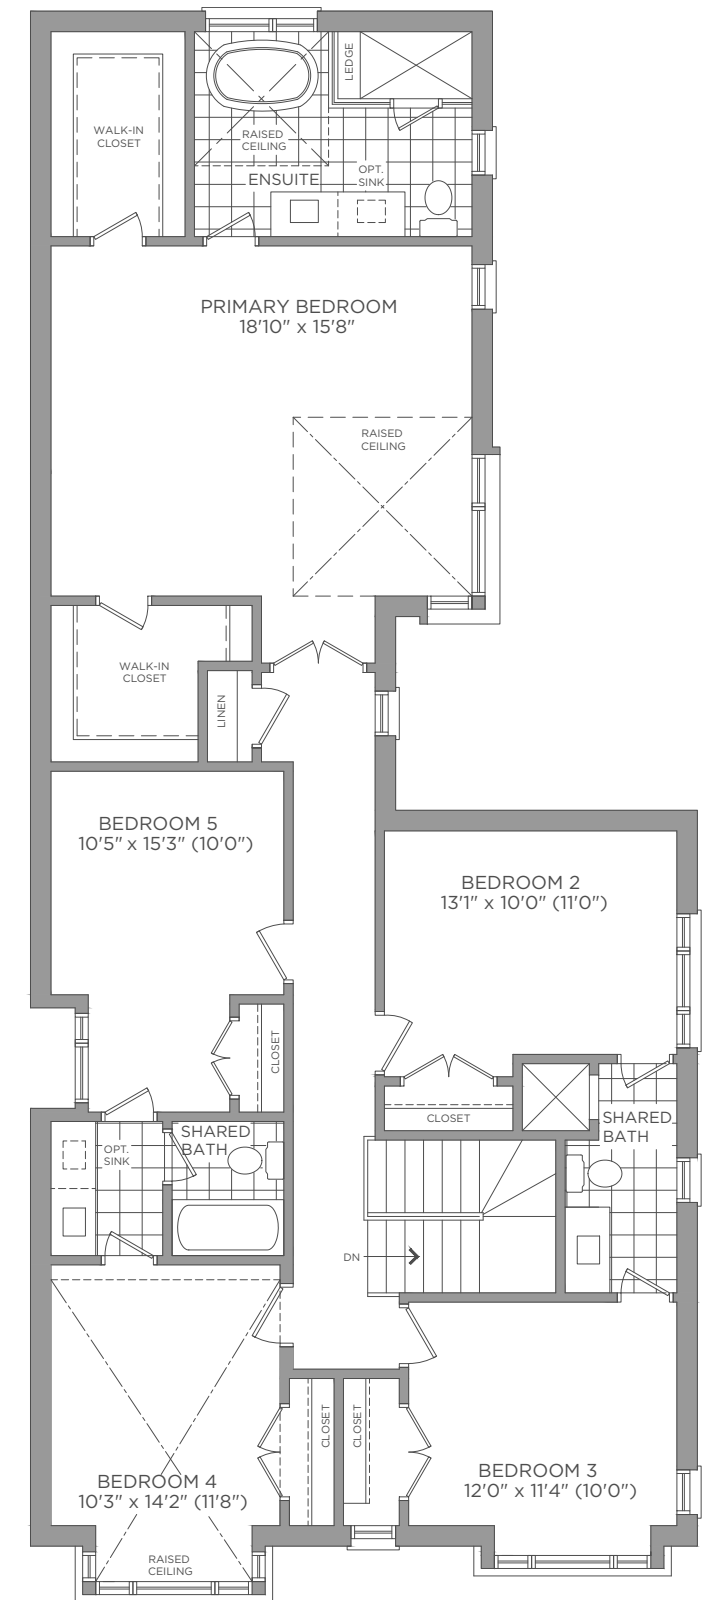 LEDGE
WALK-IN
CLOSET
RAISED
CEILING
OPT.
SINK
ENSUITE
PRIMARY BEDROOM
18'10" x 15'8"
RAISED
CEILING
WALK-IN
CLOSET
LINEN
BEDROOM 5
10'5" x 15'3" (10'0")
BEDROOM 2
13'1" x 10'0" (11'0")
CLOSET
CLOSET
SHARED
BATH
SHARED
BATH
OPT.
SINK
DN
CLOSET
CLOSET
BEDROOM 4
10'3" x 14'2" (11'8")
BEDROOM 3
12'0" x 11'4" (10'0")
RAISED
CEILING